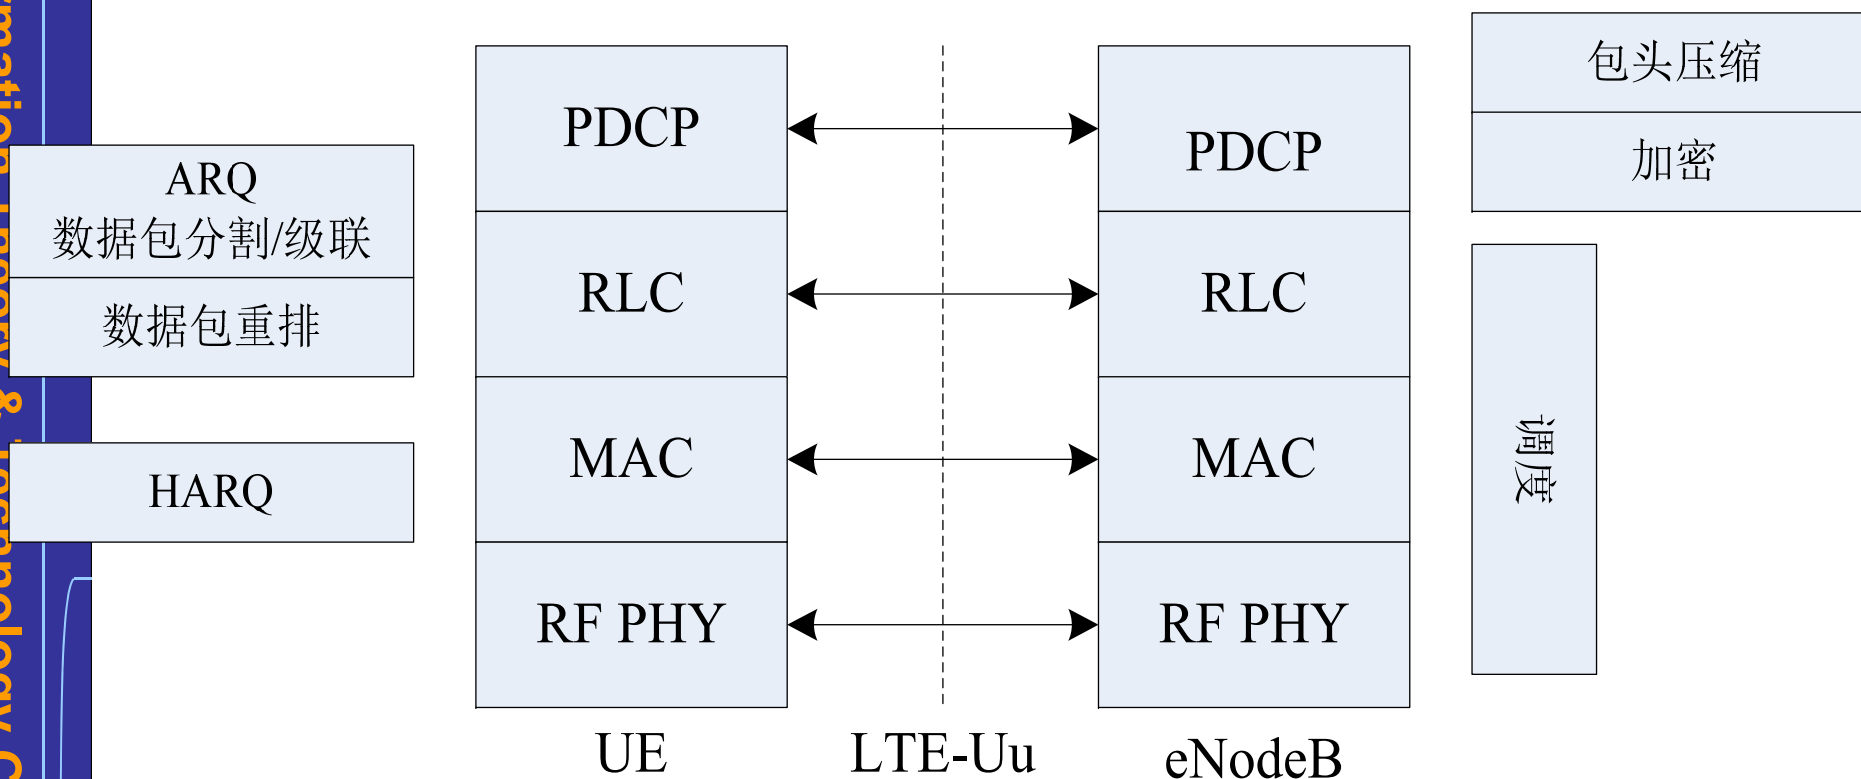 包头压缩
加密
PDCP
PDCP
ARQ
数据包分割/级联
数据包重排
RLC
RLC
MAC
MAC
HARQ
调度
RF PHY
RF PHY
UE
LTE-Uu
eNodeB